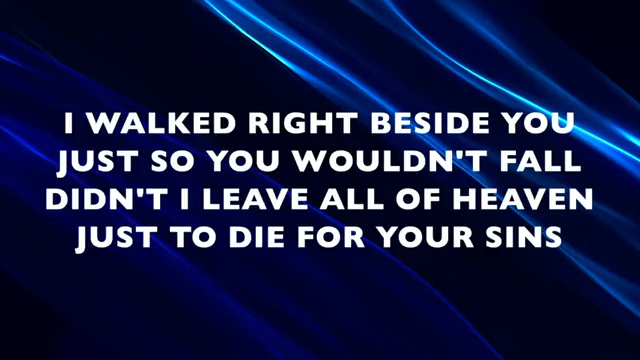 I WALKED RIGHT BESIDE YOU
JUST SO YOU WOULDN'T FALL
DIDN'T I LEAVE ALL OF HEAVEN
JUST TO DIE FOR YOUR SINS